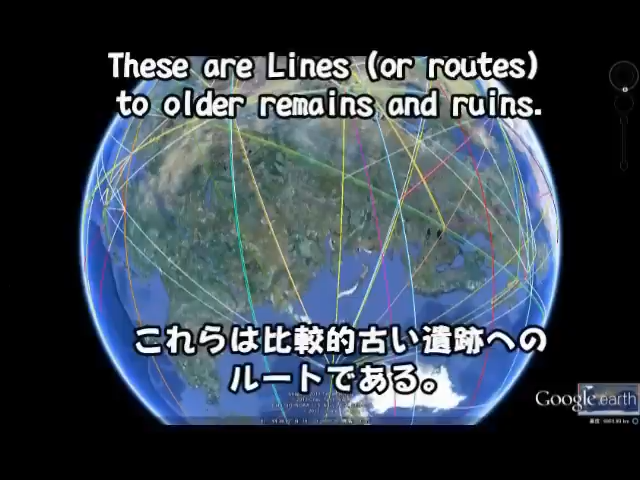 These are Lines (or routes)
to older remains and ruins.
これらは比較的古い遺跡への
ルートである。
Google earth